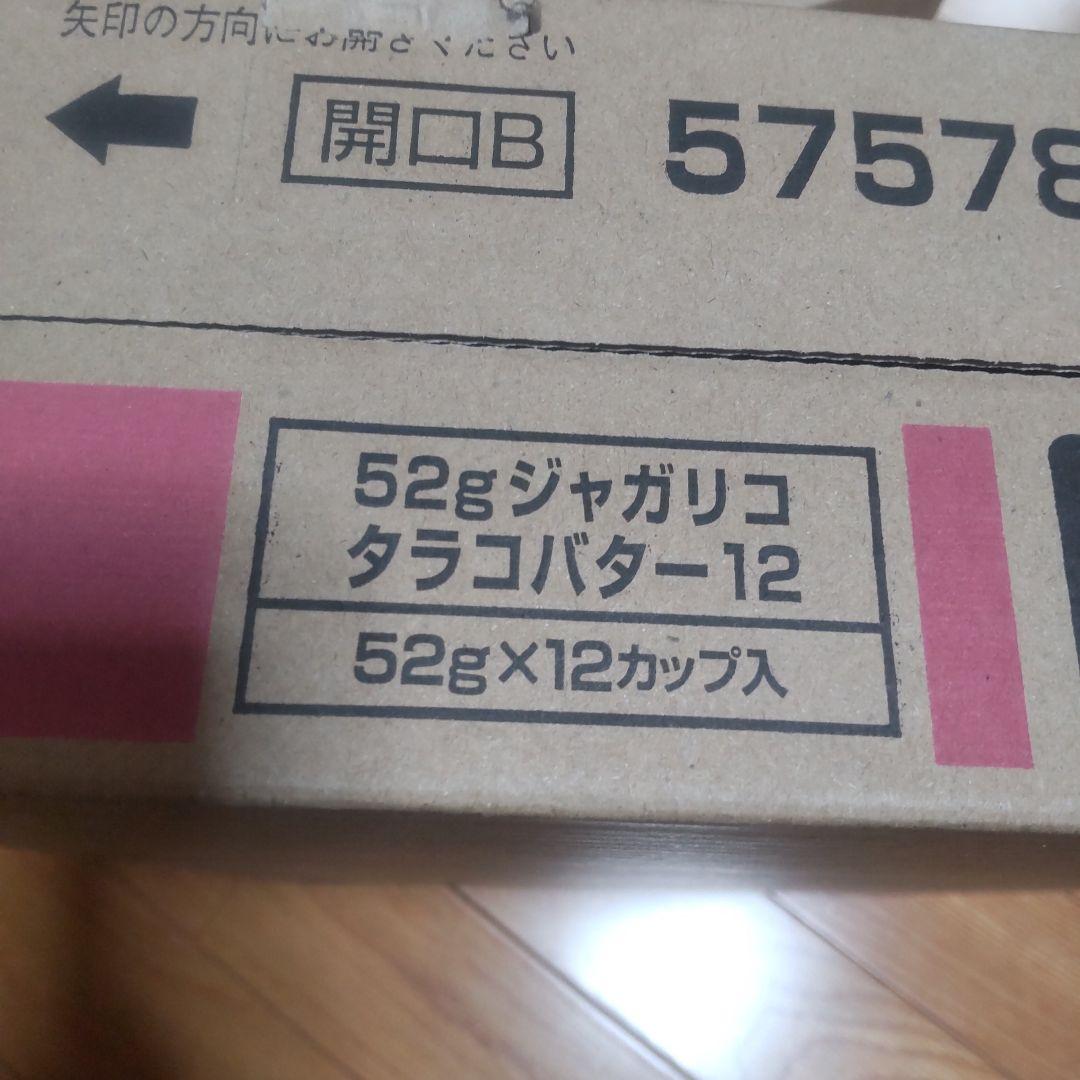 矢印の方向にお開きください
開口B 57578
52gジャガリコ
タラコバター12
52g×12カップ入